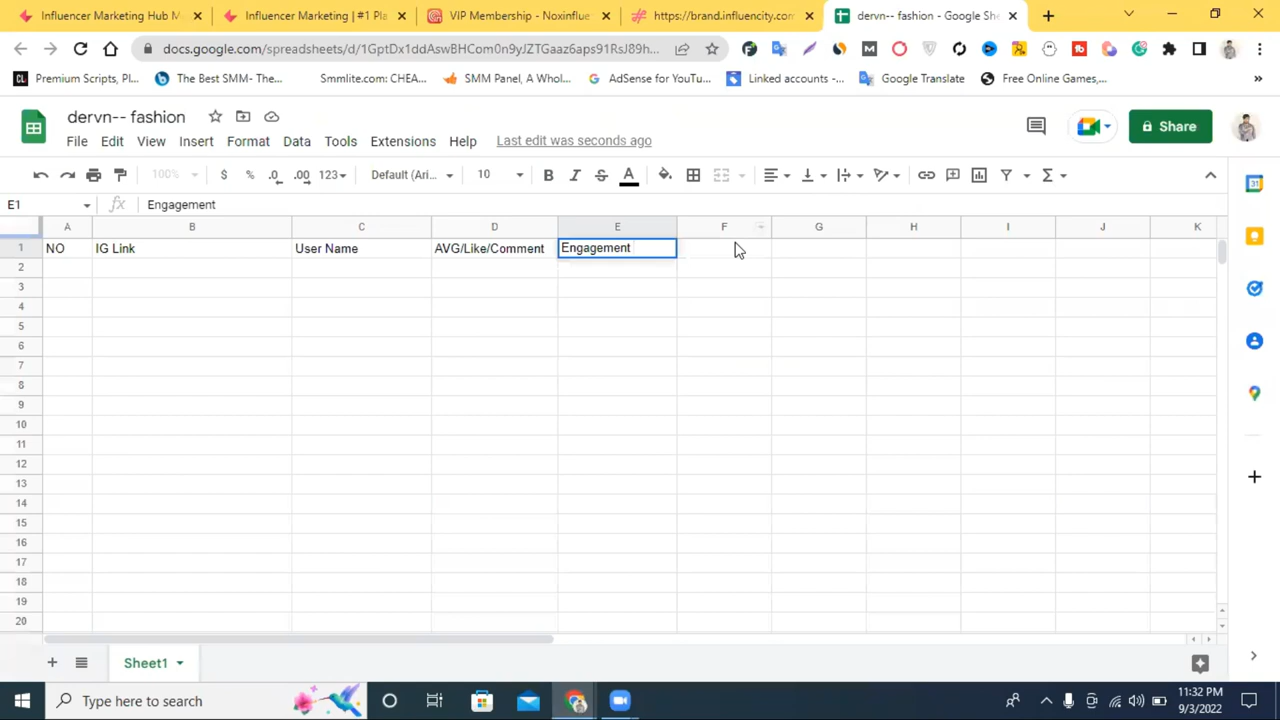 Influencer Marketing Hub M
Influencer Marketing | #1 Pla
VIP Membership - Noxinflue
https://brand.influencity.com
dervn-- fashion - Google She
docs.google.com/spreadsheets/d/1GptDx1ddAswBHCom0n9yJZTGaaz6aps91RsJ89h...
Premium Scripts, Pl...
The Best SMM- The...
Smmlite.com: CHEA...
SMM Panel, A Whol...
AdSense for YouTu...
Linked accounts -...
Google Translate
Free Online Games,...
»
dervn-- fashion
Share
File Edit View Insert Format Data Tools Extensions Help Last edit was seconds ago
100% $ % .0 .00 123 Default (Ari... 10 B I S A Σ
E1 fx Engagement
A B C D E F G H I J K
1 NO IG Link User Name AVG/Like/Comment Engagement
2
3
4
5
6
7
8
9
10
11
12
13
14
15
16
17
18
19
20
Sheet1
Type here to search
11:32 PM
9/3/2022